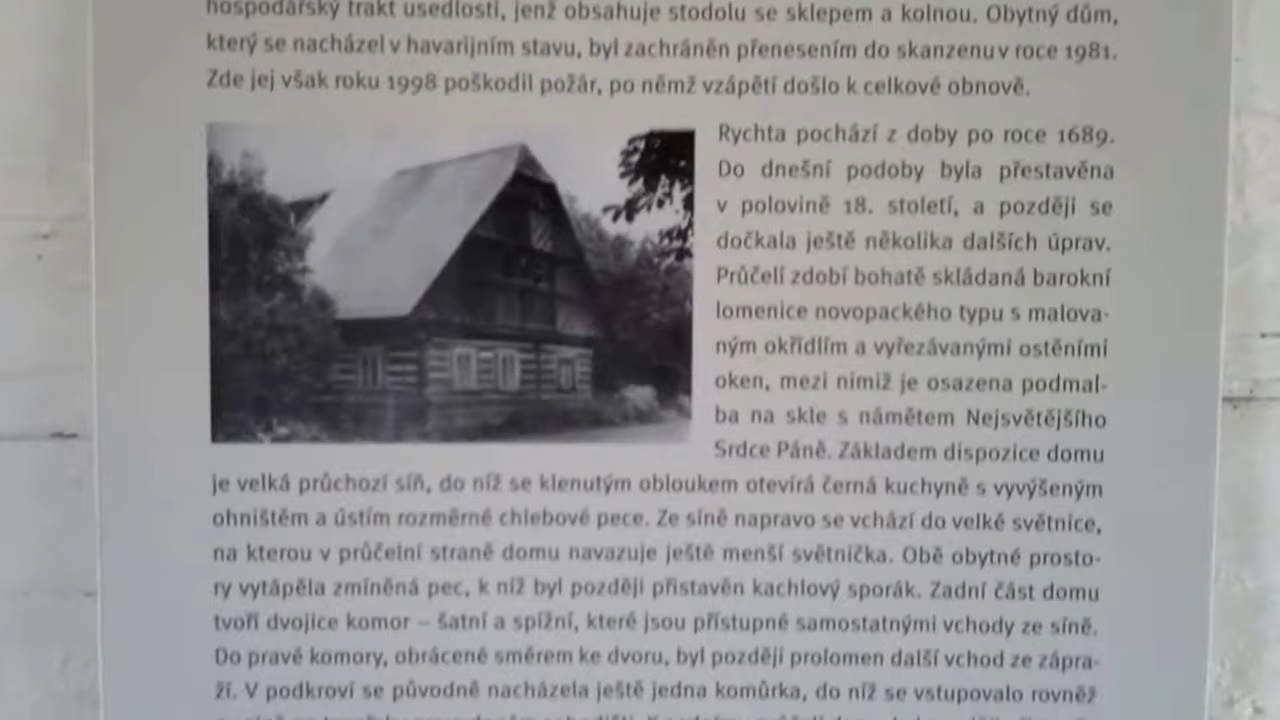 hospodářský trakt usedlosti, jenž obsahuje stodolu se sklepem a kolnou. Obytný dům,
který se nacházel v havarijním stavu, byl zachráněn přenesením do skanzenu v roce 1981.
Zde jej však roku 1998 poškodil požár, po němž vzápětí došlo k celkové obnově.
Rychta pochází z doby po roce 1689.
Do dnešní podoby byla přestavěna
v polovině 18. století, a později se
dočkala ještě několika dalších úprav.
Průčelí zdobí bohatě skládaná barokní
lomenice novopackého typu s malova-
ným okřídlím a vyřezávanými ostěními
oken, mezi nimiž je osazena podmal-
ba na skle s námětem Nejsvětějšího
Srdce Páně. Základem dispozice domu
je velká průchozí síň, do níž se klenutým obloukem otevírá černá kuchyně s vyvýšeným
ohništěm a ústím rozměrné chlebové pece. Ze síně napravo se vchází do velké světnice,
na kterou v průčelní straně domu navazuje ještě menší světnička. Obě obytné prosto-
ry vytápěla zmíněná pec, k níž byl později přistavěn kachlový sporák. Zadní část domu
tvoří dvojice komor – šatní a spižní, které jsou přístupné samostatnými vchody ze síně.
Do pravé komory, obrácené směrem ke dvoru, byl později prolomen další vchod ze zápra-
ží. V podkroví se původně nacházela ještě jedna komůrka, do níž se vstupovalo rovněž